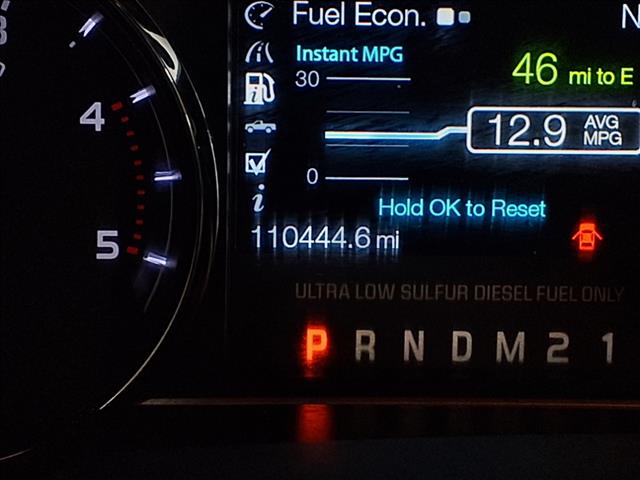 Fuel Econ.
N
Instant MPG
30
46 mi to E
12.9 AVG MPG
0
Hold OK to Reset
110444.6 mi
4
5
ULTRA LOW SULFUR DIESEL FUEL ONLY
P R N D M 2 1